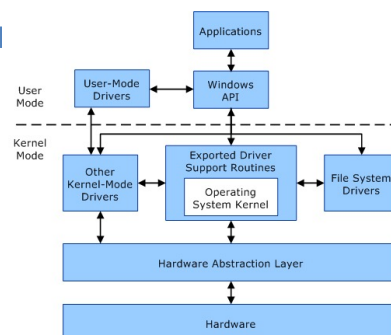 Applications
User-Mode
Drivers
Windows
API
User
Mode
Kernel
Mode
Other
Kernel-Mode
Drivers
Exported Driver
Support Routines
Operating
System Kernel
File System
Drivers
Hardware Abstraction Layer
Hardware